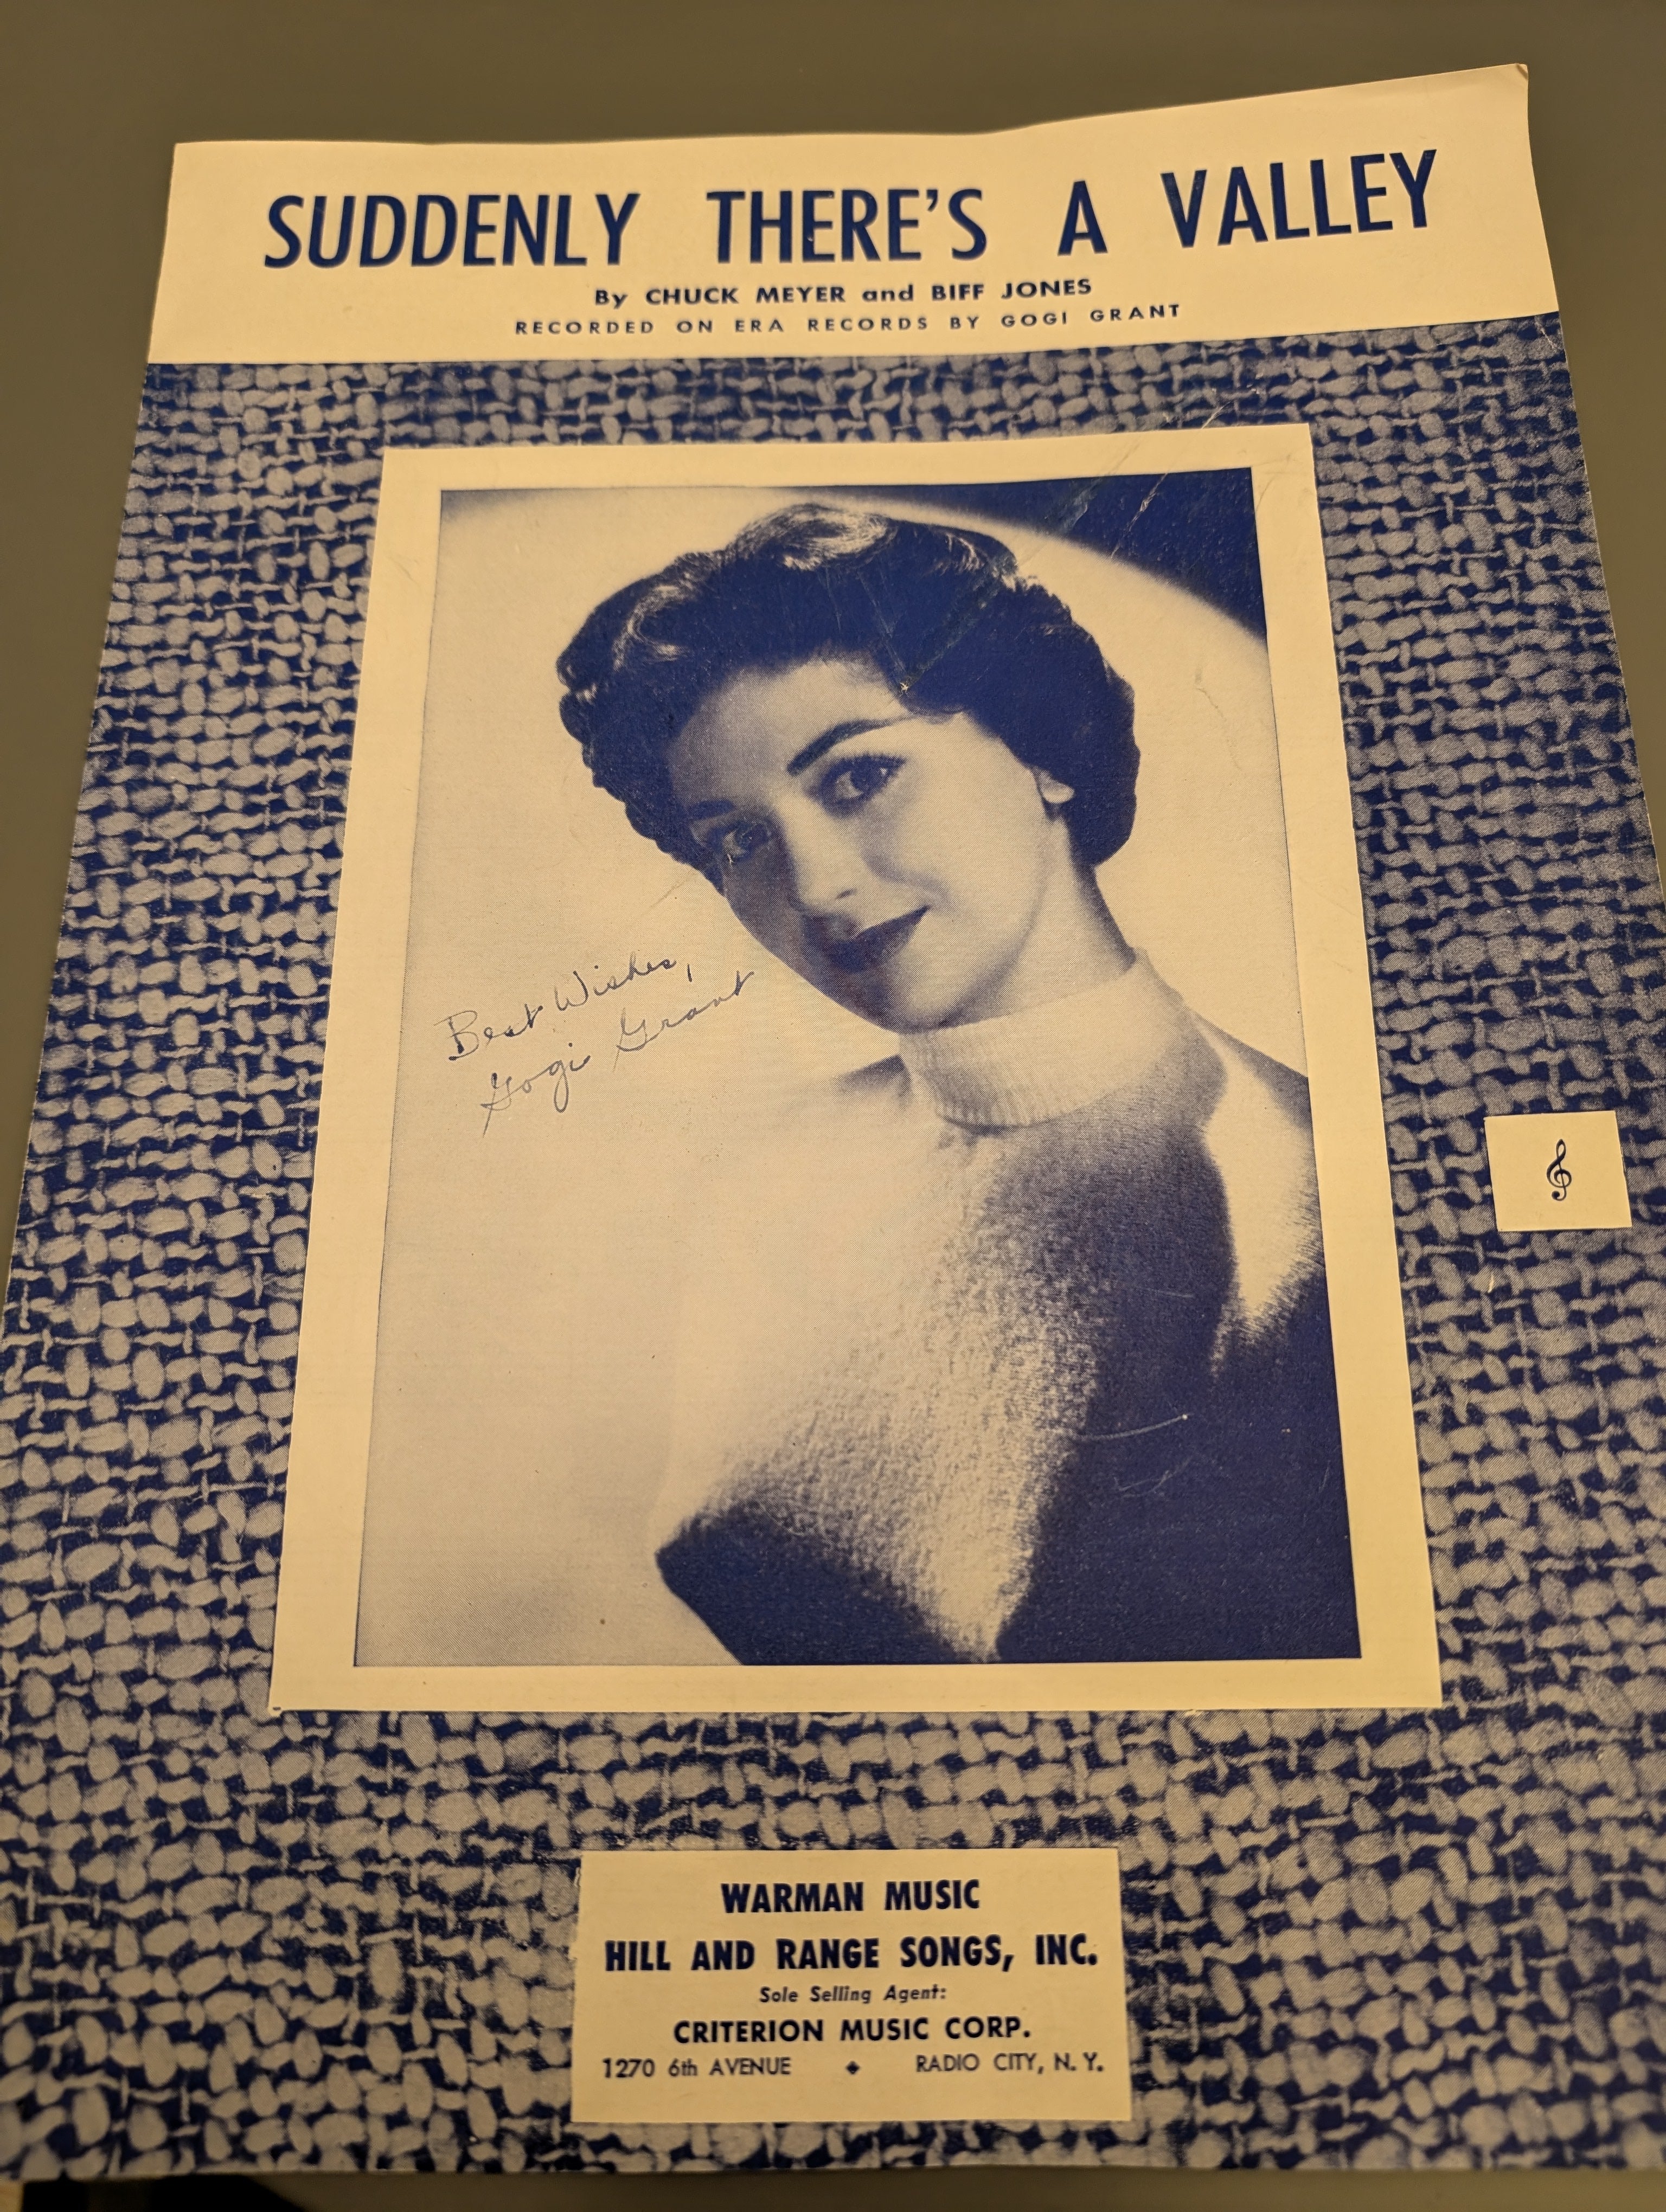 SUDDENLY THERE'S A VALLEY
By CHUCK MEYER and BIFF JONES
RECORDED ON ERA RECORDS BY GOGI GRANT
Best Wishes,
Gogi Grant
WARMAN MUSIC
HILL AND RANGE SONGS, INC.
Sole Selling Agent:
CRITERION MUSIC CORP.
1270 6th AVENUE ♦ RADIO CITY, N. Y.